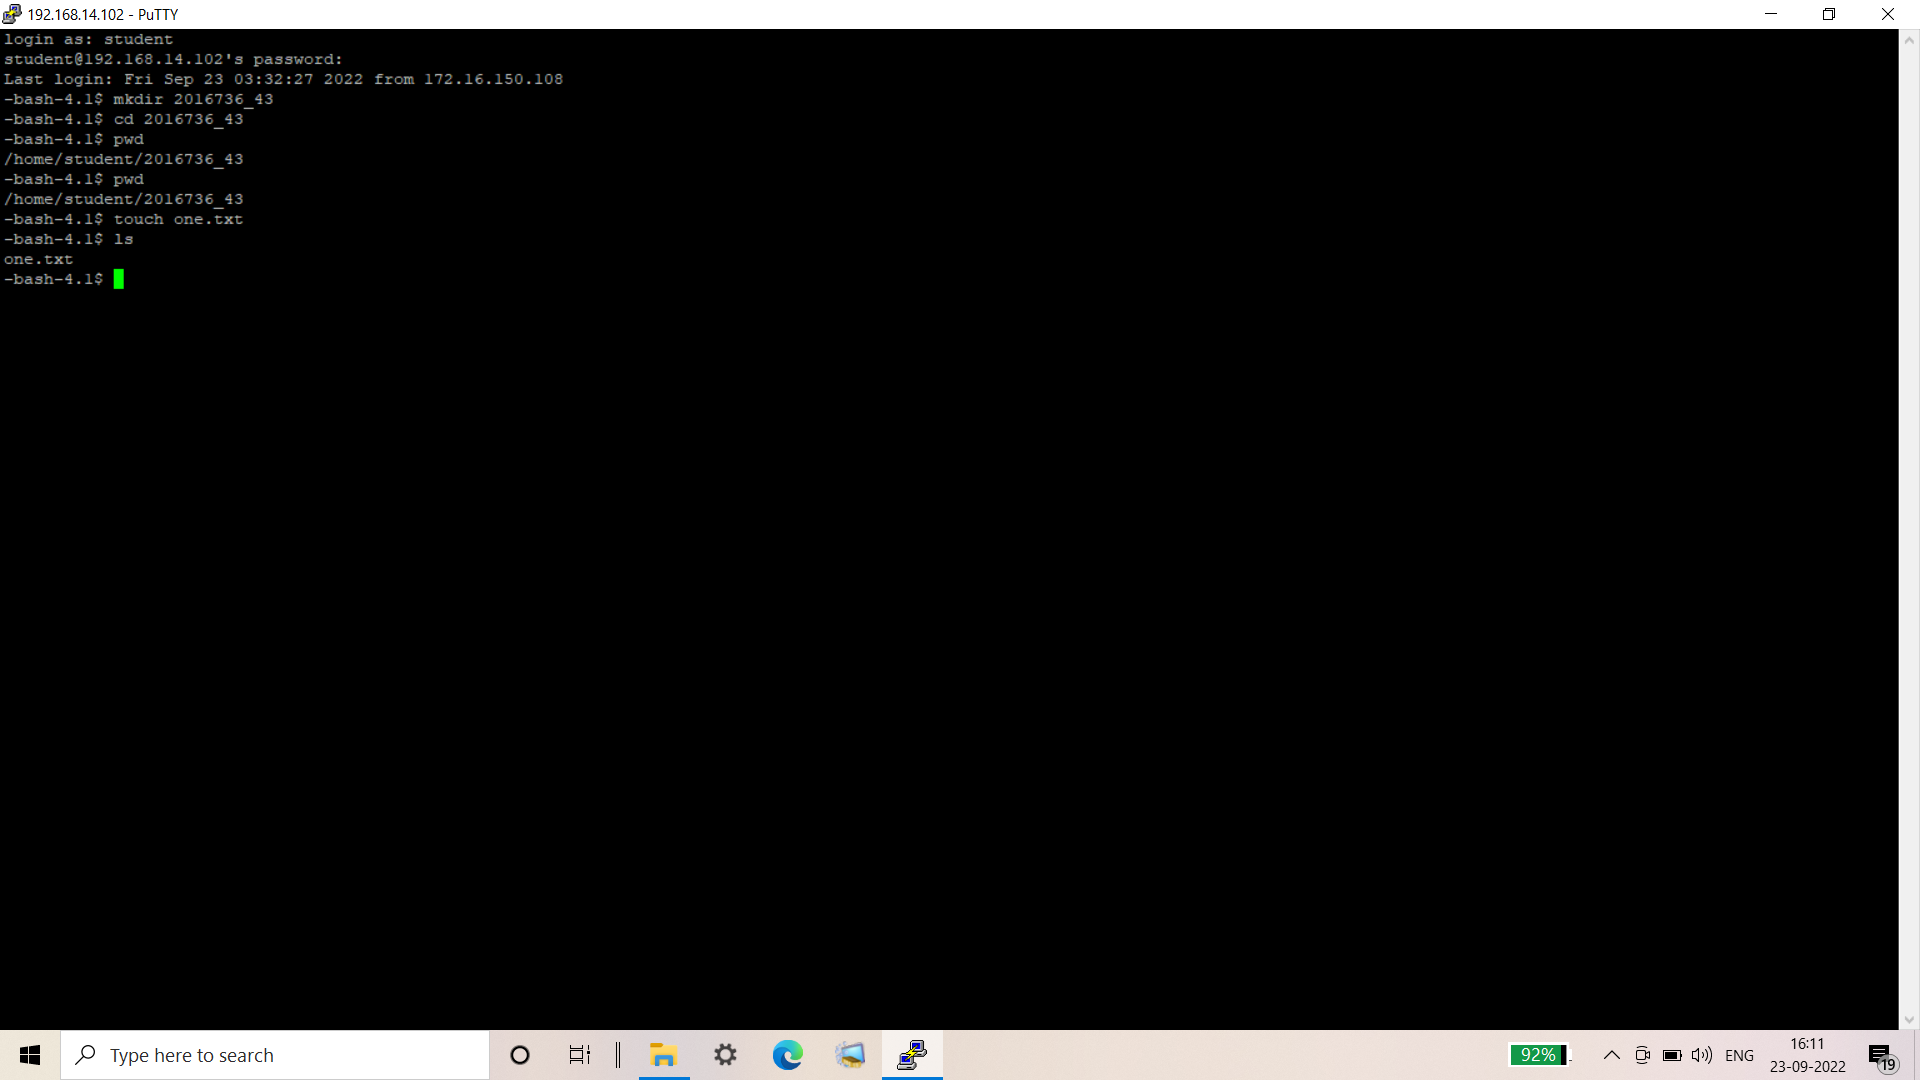 192.168.14.102 - PuTTY
login as: student
student@192.168.14.102's password:
Last login: Fri Sep 23 03:32:27 2022 from 172.16.150.108
-bash-4.1$ mkdir 2016736_43
-bash-4.1$ cd 2016736_43
-bash-4.1$ pwd
/home/student/2016736_43
-bash-4.1$ pwd
/home/student/2016736_43
-bash-4.1$ touch one.txt
-bash-4.1$ ls
one.txt
-bash-4.1$
Type here to search
92%
ENG
16:11
23-09-2022
19